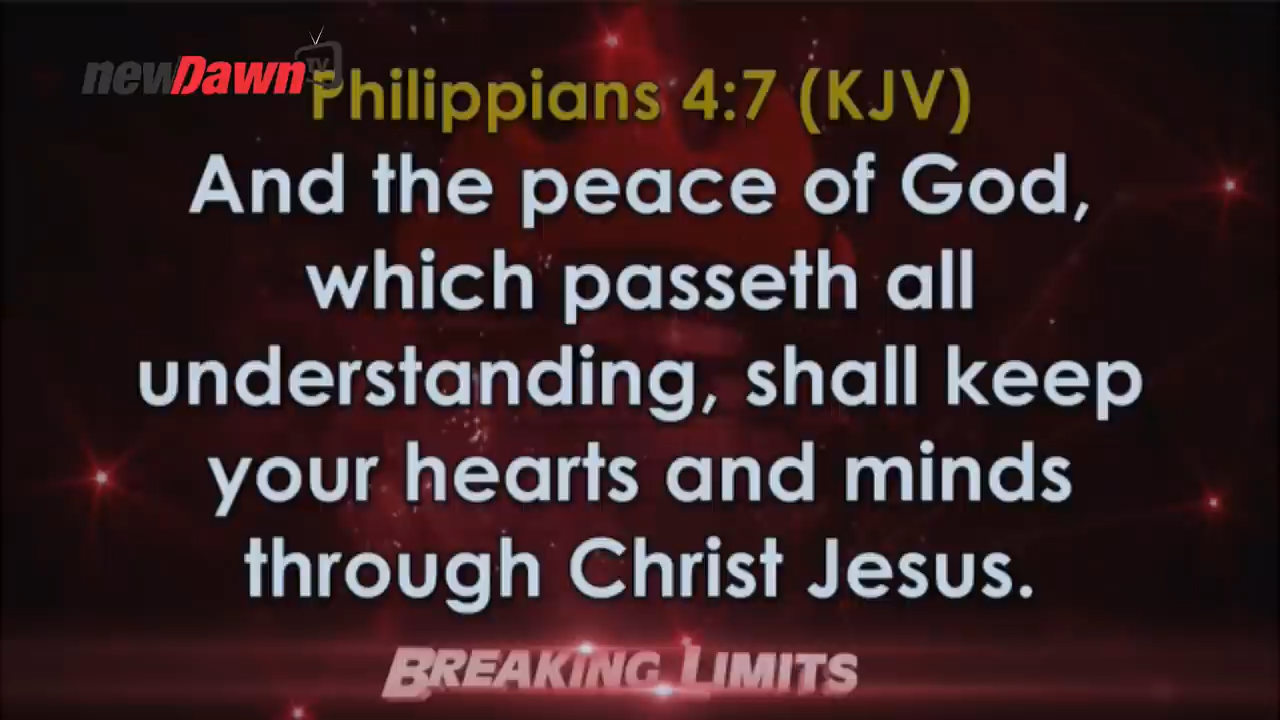 newDawn TV
Philippians 4:7 (KJV)
And the peace of God,
which passeth all
understanding, shall keep
your hearts and minds
through Christ Jesus.
BREAKING LIMITS